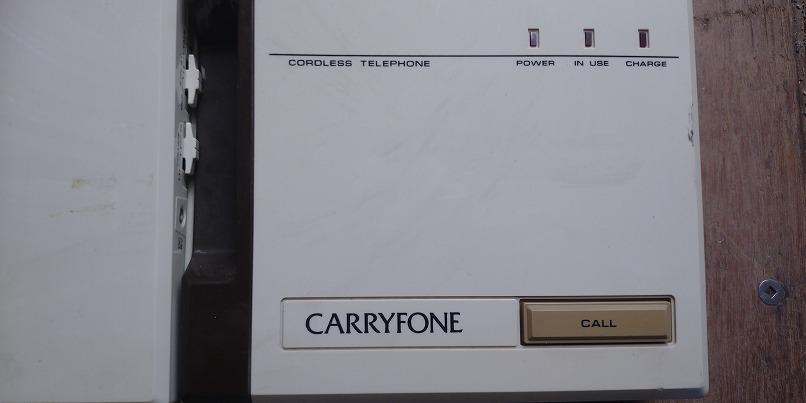 CORDLESS TELEPHONE
POWER IN USE CHARGE
CARRYFONE
CALL